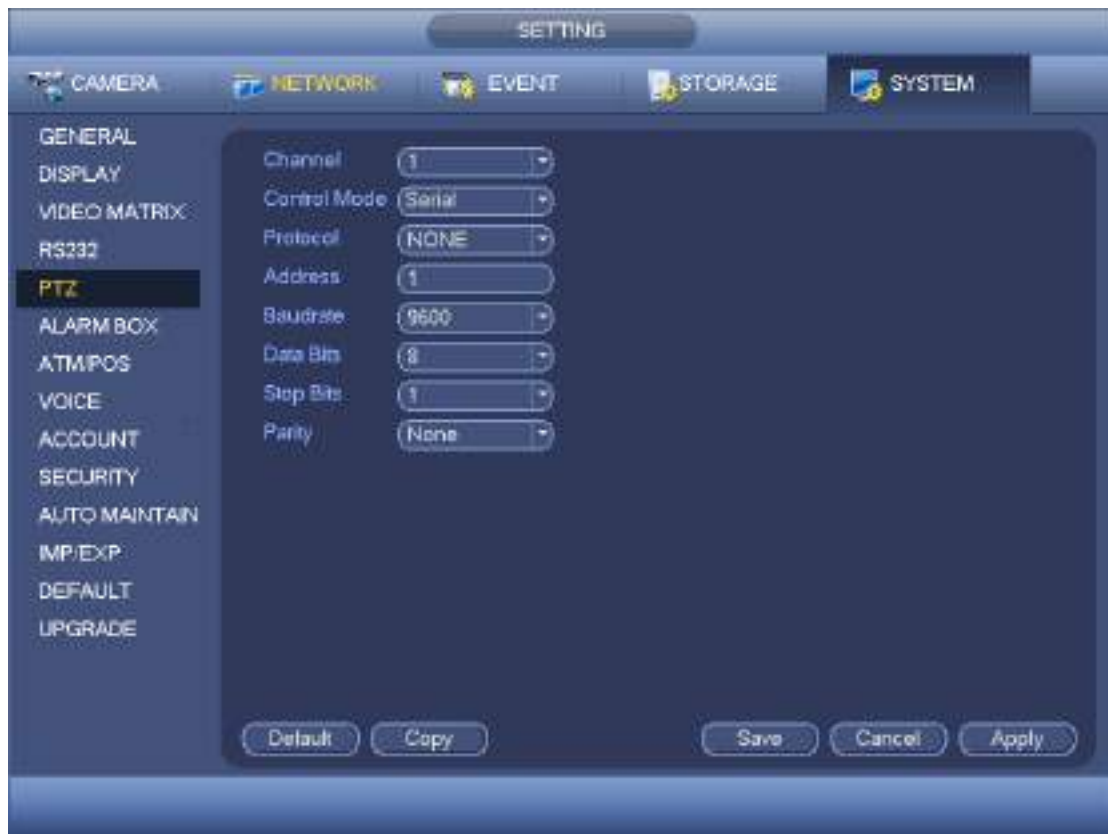 SETTING
CAMERA NETWORK EVENT STORAGE SYSTEM
GENERAL
DISPLAY
VIDEO MATRIX
RS232
PTZ
ALARM BOX
ATM/POS
VOICE
ACCOUNT
SECURITY
AUTO MAINTAIN
IMP/EXP
DEFAULT
UPGRADE
Channel 1
Control Mode Serial
Protocol NONE
Address 1
Baudrate 9600
Data Bits 8
Stop Bits 1
Parity None
Default Copy Save Cancel Apply